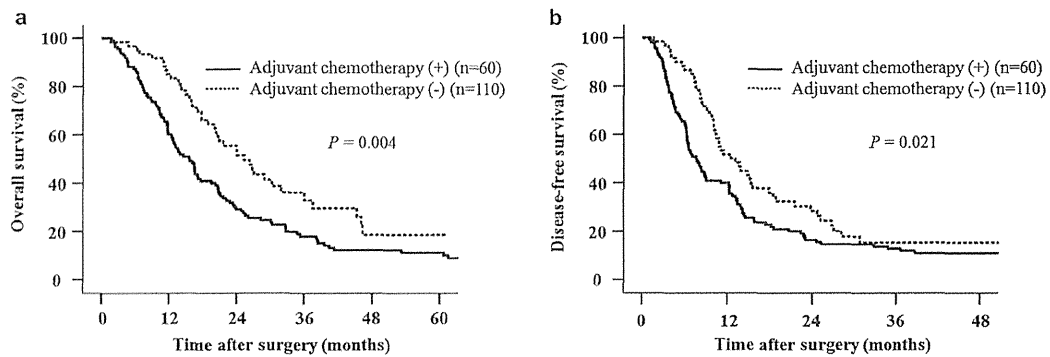 a
100
80
60
40
20
0
Overall survival (%)
Adjuvant chemotherapy (+) (n=60)
Adjuvant chemotherapy (-) (n=110)
P = 0.004
0 12 24 36 48 60
Time after surgery (months)
b
100
80
60
40
20
0
Disease-free survival (%)
Adjuvant chemotherapy (+) (n=60)
Adjuvant chemotherapy (-) (n=110)
P = 0.021
0 12 24 36 48
Time after surgery (months)